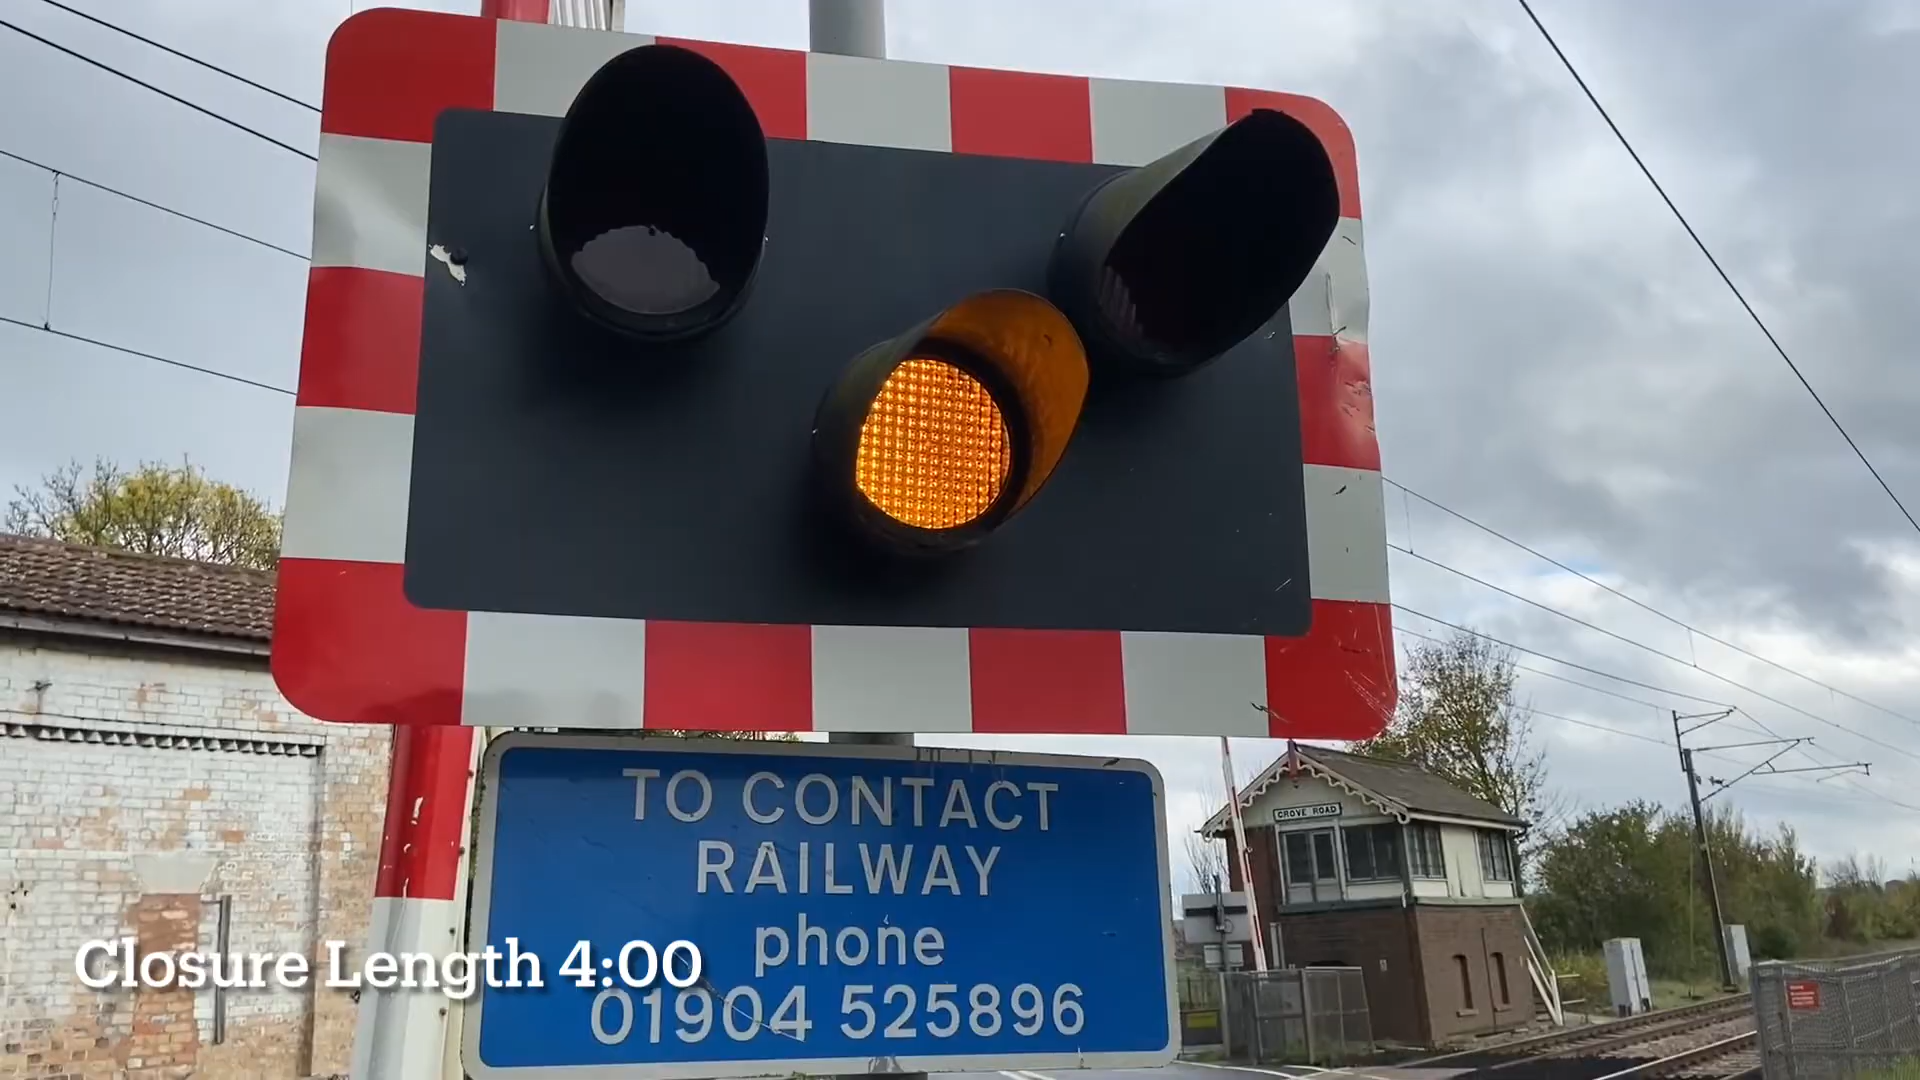 GROVE ROAD
TO CONTACT
RAILWAY
phone
01904 525896
Closure Length 4:00